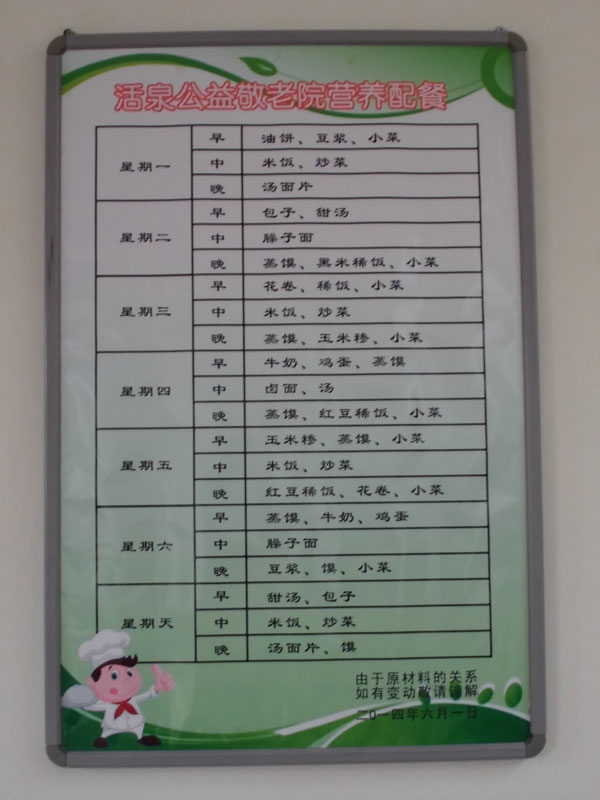 活泉公益敬老院营养配餐
星期一 早 油饼、豆浆、小菜
中 米饭、炒菜
晚 汤面片
星期二 早 包子、甜汤
中 臊子面
晚 蒸馍、黑米稀饭、小菜
星期三 早 花卷、稀饭、小菜
中 米饭、炒菜
晚 蒸馍、玉米糁、小菜
星期四 早 牛奶、鸡蛋、蒸馍
中 卤面、汤
晚 蒸馍、红豆稀饭、小菜
星期五 早 玉米糁、蒸馍、小菜
中 米饭、炒菜
晚 红豆稀饭、花卷、小菜
星期六 早 蒸馍、牛奶、鸡蛋
中 臊子面
晚 豆浆、馍、小菜
星期天 早 甜汤、包子
中 米饭、炒菜
晚 汤面片、馍
由于原材料的关系
如有变动敬请谅解
二0一四年六月一日